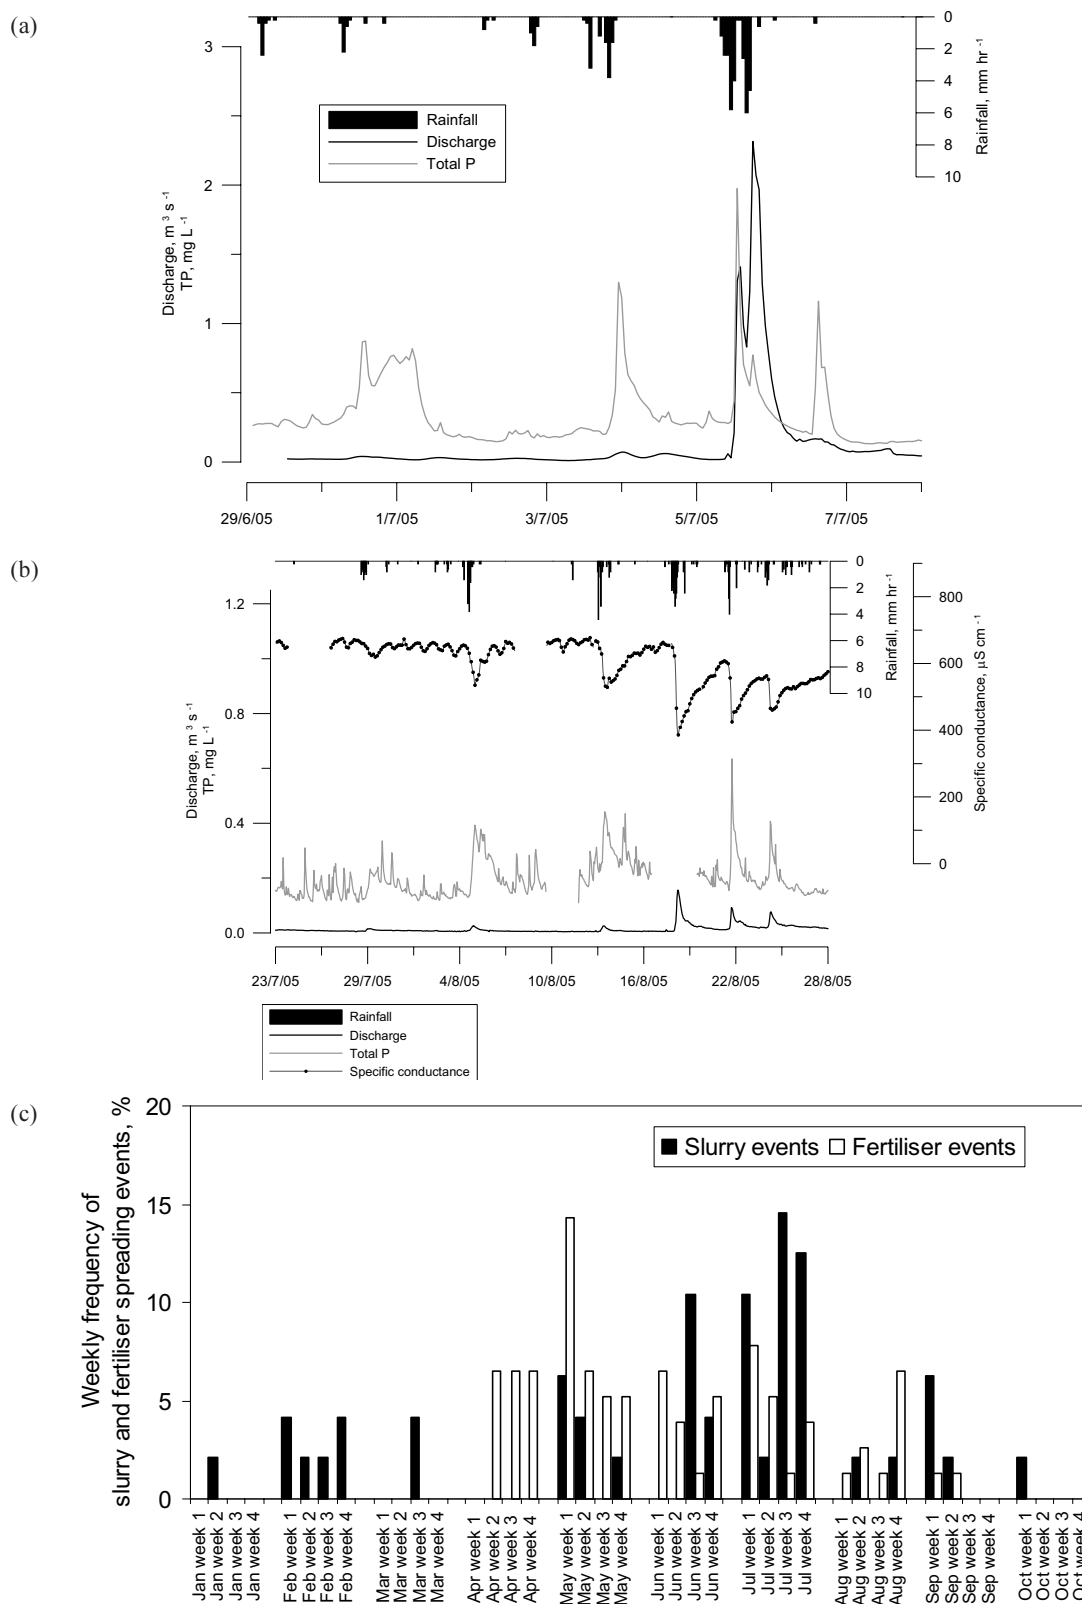 (a)
3
2
1
0
Discharge, m 3 s -1
TP, mg L -1
0
2
4
6
8
10
Rainfall, mm hr -1
Rainfall
Discharge
Total P
29/6/05
1/7/05
3/7/05
5/7/05
7/7/05
(b)
1.2
0.8
0.4
0.0
Discharge, m 3 s -1
TP, mg L -1
0
2
4
6
8
10
Rainfall, mm hr -1
800
600
400
200
0
Specific conductance, µS cm -1
23/7/05
29/7/05
4/8/05
10/8/05
16/8/05
22/8/05
28/8/05
Rainfall
Discharge
Total P
Specific conductance
(c)
20
15
10
5
0
Weekly frequency of
slurry and fertiliser spreading events, %
Slurry events
Fertiliser events
Jan week 1
Jan week 2
Jan week 3
Jan week 4
Feb week 1
Feb week 2
Feb week 3
Feb week 4
Mar week 1
Mar week 2
Mar week 3
Mar week 4
Apr week 1
Apr week 2
Apr week 3
Apr week 4
May week 1
May week 2
May week 3
May week 4
Jun week 1
Jun week 2
Jun week 3
Jun week 4
Jul week 1
Jul week 2
Jul week 3
Jul week 4
Aug week 1
Aug week 2
Aug week 3
Aug week 4
Sep week 1
Sep week 2
Sep week 3
Sep week 4
Oct week 1
Oct week 2
Oct week 3
Oct week 4